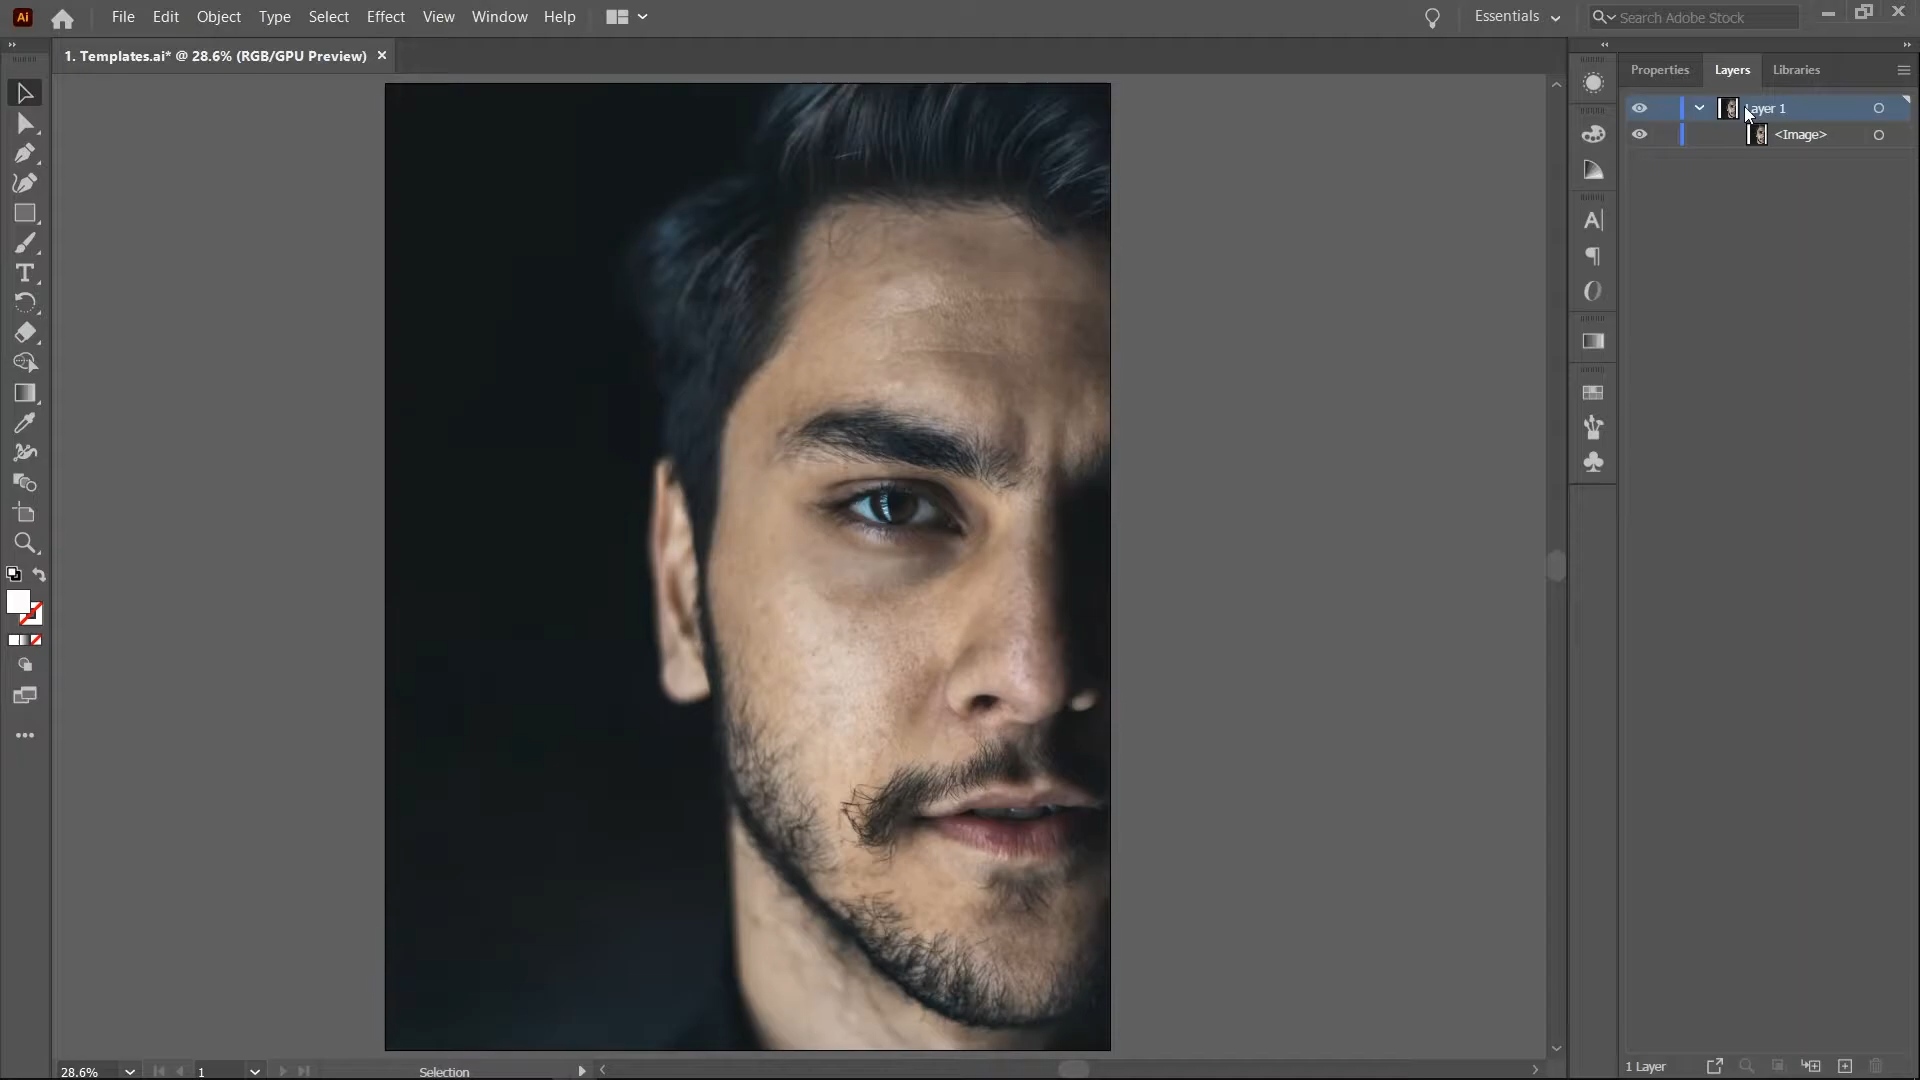 Ai File Edit Object Type Select Effect View Window Help Essentials Search Adobe Stock
1. Templates.ai* @ 28.6% (RGB/GPU Preview) ×
Properties Layers Libraries
Layer 1
<Image>
28.6% 1 Selection
1 Layer